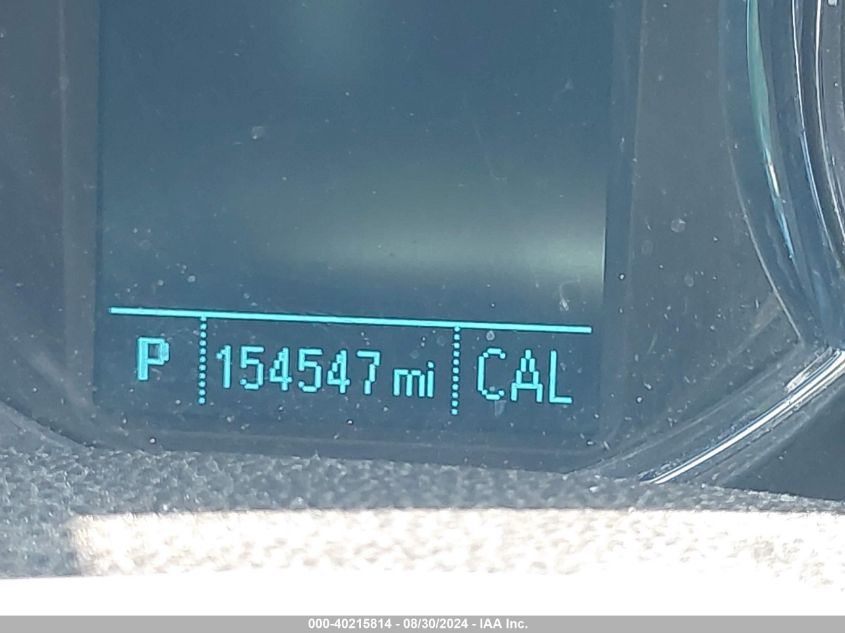 P 154547 mi CAL
000-40215814 - 08/30/2024 - IAA Inc.